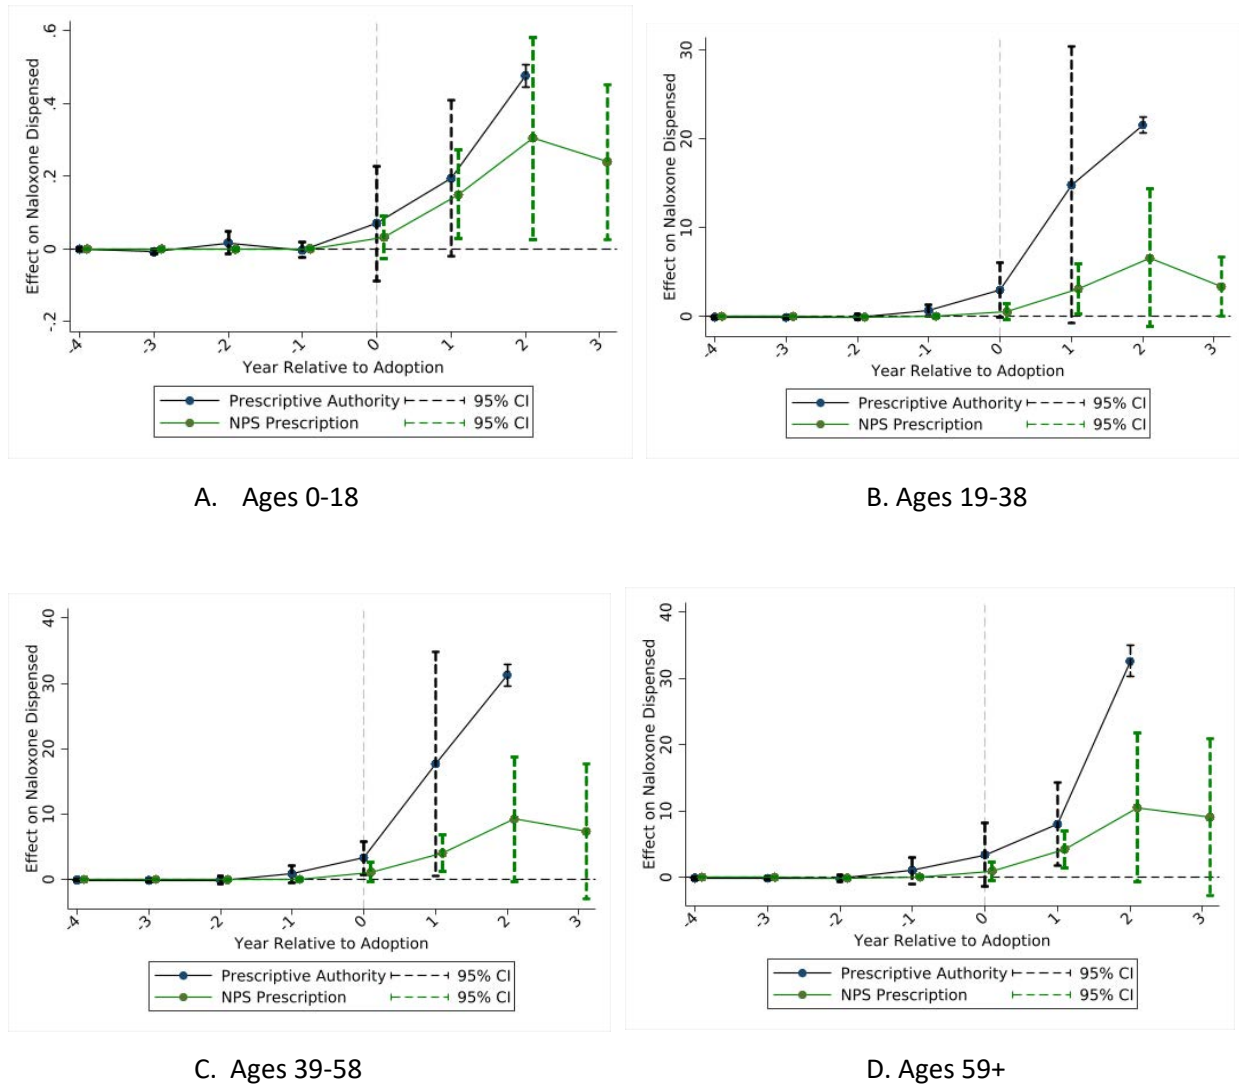 Effect on Naloxone Dispensed
.6
.4
.2
0
-.2
-4 -3 -2 -1 0 1 2 3
Year Relative to Adoption
Prescriptive Authority 95% CI
NPS Prescription 95% CI
A. Ages 0-18
Effect on Naloxone Dispensed
30
20
10
0
-4 -3 -2 -1 0 1 2 3
Year Relative to Adoption
Prescriptive Authority 95% CI
NPS Prescription 95% CI
B. Ages 19-38
Effect on Naloxone Dispensed
40
30
20
10
0
-4 -3 -2 -1 0 1 2 3
Year Relative to Adoption
Prescriptive Authority 95% CI
NPS Prescription 95% CI
C. Ages 39-58
Effect on Naloxone Dispensed
40
30
20
10
0
-4 -3 -2 -1 0 1 2 3
Year Relative to Adoption
Prescriptive Authority 95% CI
NPS Prescription 95% CI
D. Ages 59+